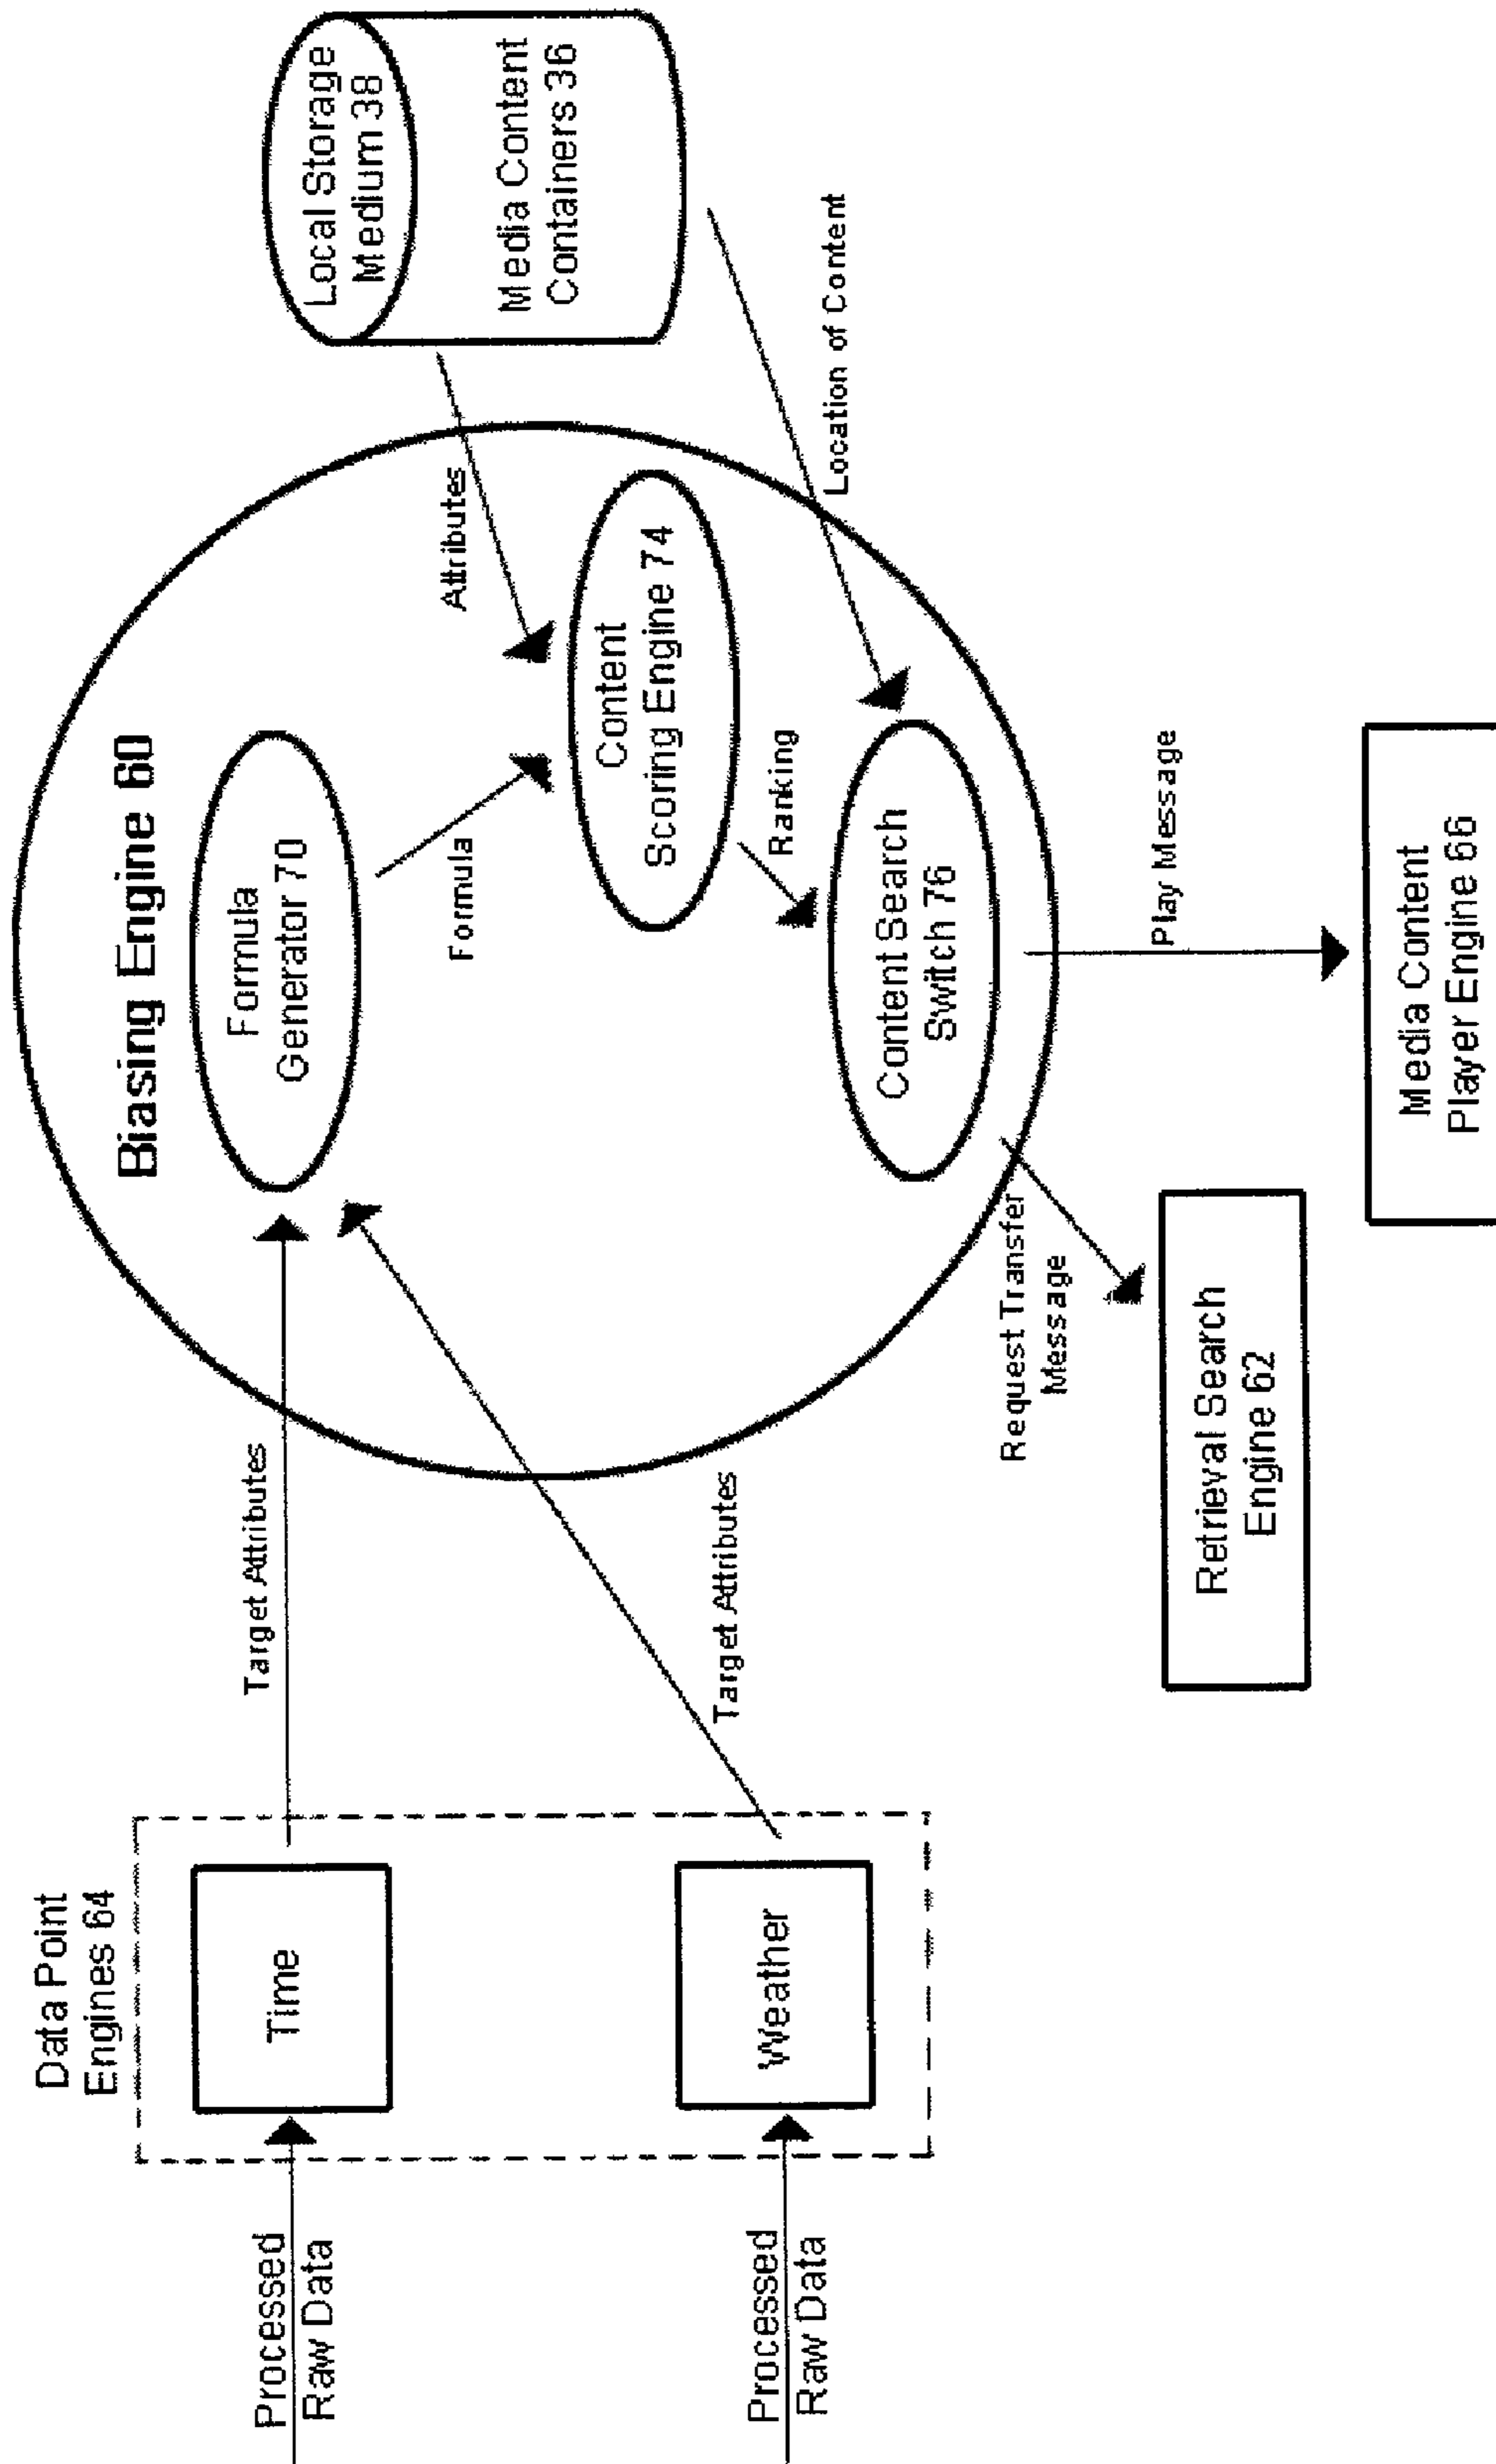 Data Point
Engines 64
Processed
Raw Data
Time
Target Attributes
Processed
Raw Data
Weather
Target Attributes
Biasing Engine 60
Formula
Generator 70
Formula
Content
Scoring Engine 74
Attributes
Ranking
Content Search
Switch 76
Local Storage
Medium 38
Media Content
Containers 36
Location of Content
Request Transfer
Message
Retrieval Search
Engine 62
Play Message
Media Content
Player Engine 66